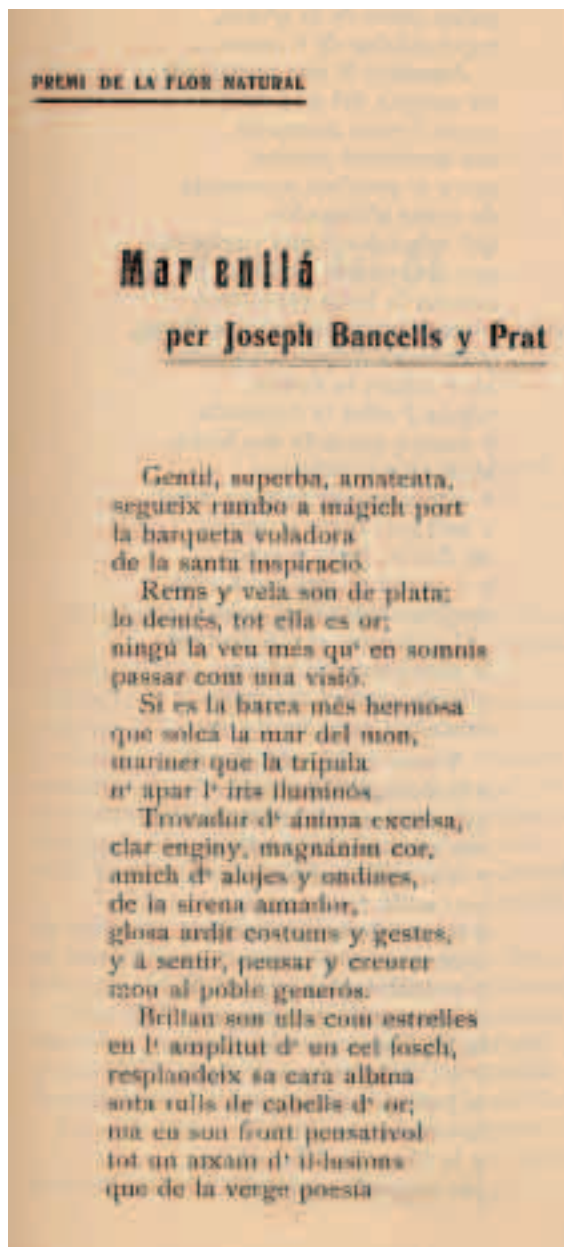 PREMI DE LA FLOR NATURAL
Mar enllá
per Joseph Bancells y Prat
Gentil, superba, amatenta,
segueix rumbo a mágich port
la barqueta voladora
de la santa inspiració.
Rems y vela son de plata;
lo demés, tot ella es or;
ningú la veu més qu' en somnis
passar com una visió.
Si es la barca més hermosa
que solcá la mar del mon,
mariner que la tripula
n' apar l' iris iluminós.
Trovador d' ánima excelsa,
clar enginy, magnánim cor,
amich d' alojes y ondines,
de la sirena aimador,
glosa ardit costums y gestes,
y á sentir, pensar y creurer
mou al poble generós.
Brillan son ulls com estrelles
en l' amplitut d' un cel fosch,
resplandeix sa cara albina
sota rulls de cabells d' or;
en son front pensativol
tot un aixam d' il-lusions
que de la verge poesía